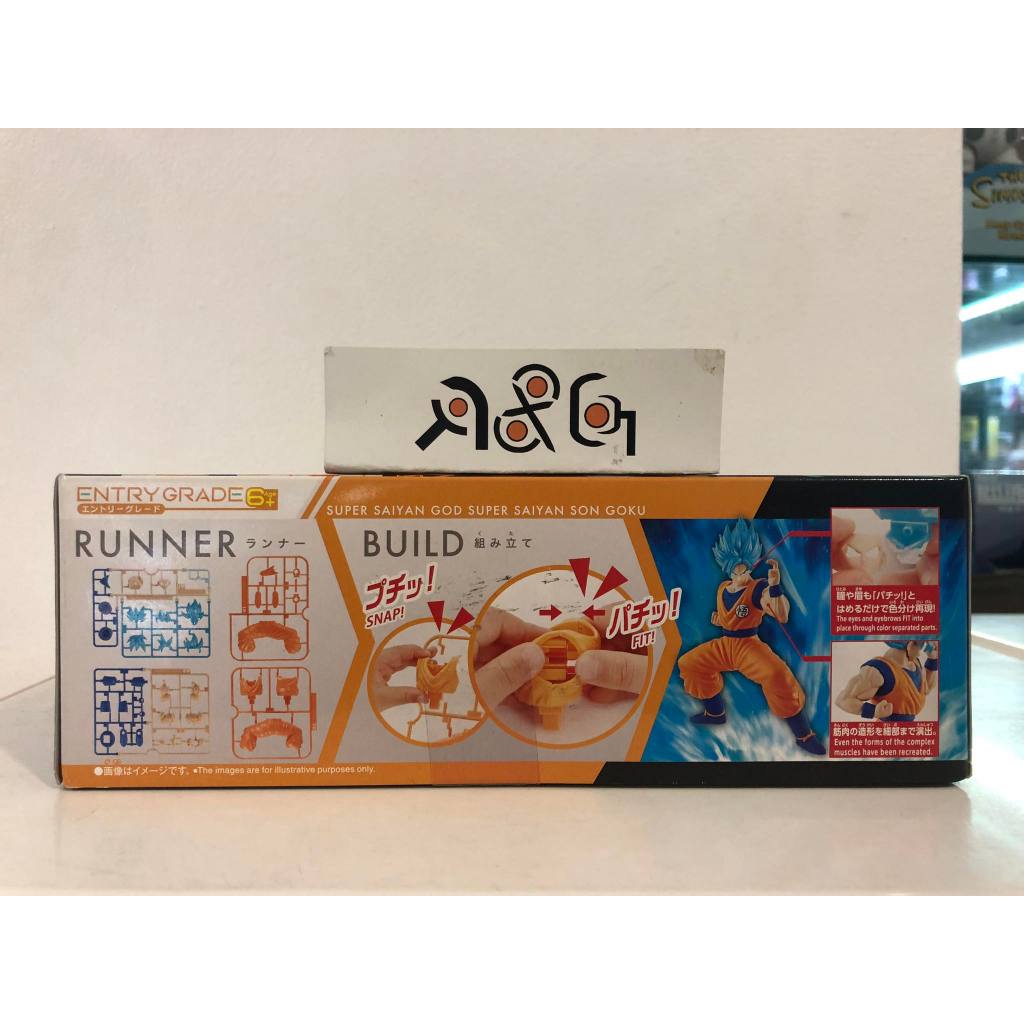 THE
A&G
ENTRY GRADE 6+ Age
エントリーグレード
SUPER SAIYAN GOD SUPER SAIYAN SON GOKU
RUNNER ランナー
BUILD 組み立て
く た
プチッ!
SNAP!
パチッ!
FIT!
瞳や眉も「パチッ!」と
はめるだけで色分け再現!
The eyes and eyebrows FIT into
place through color separated parts.
筋肉の造形を細部まで演出。
Even the forms of the complex
muscles have been recreated.
●画像はイメージです。 ●The images are for illustrative purposes only.